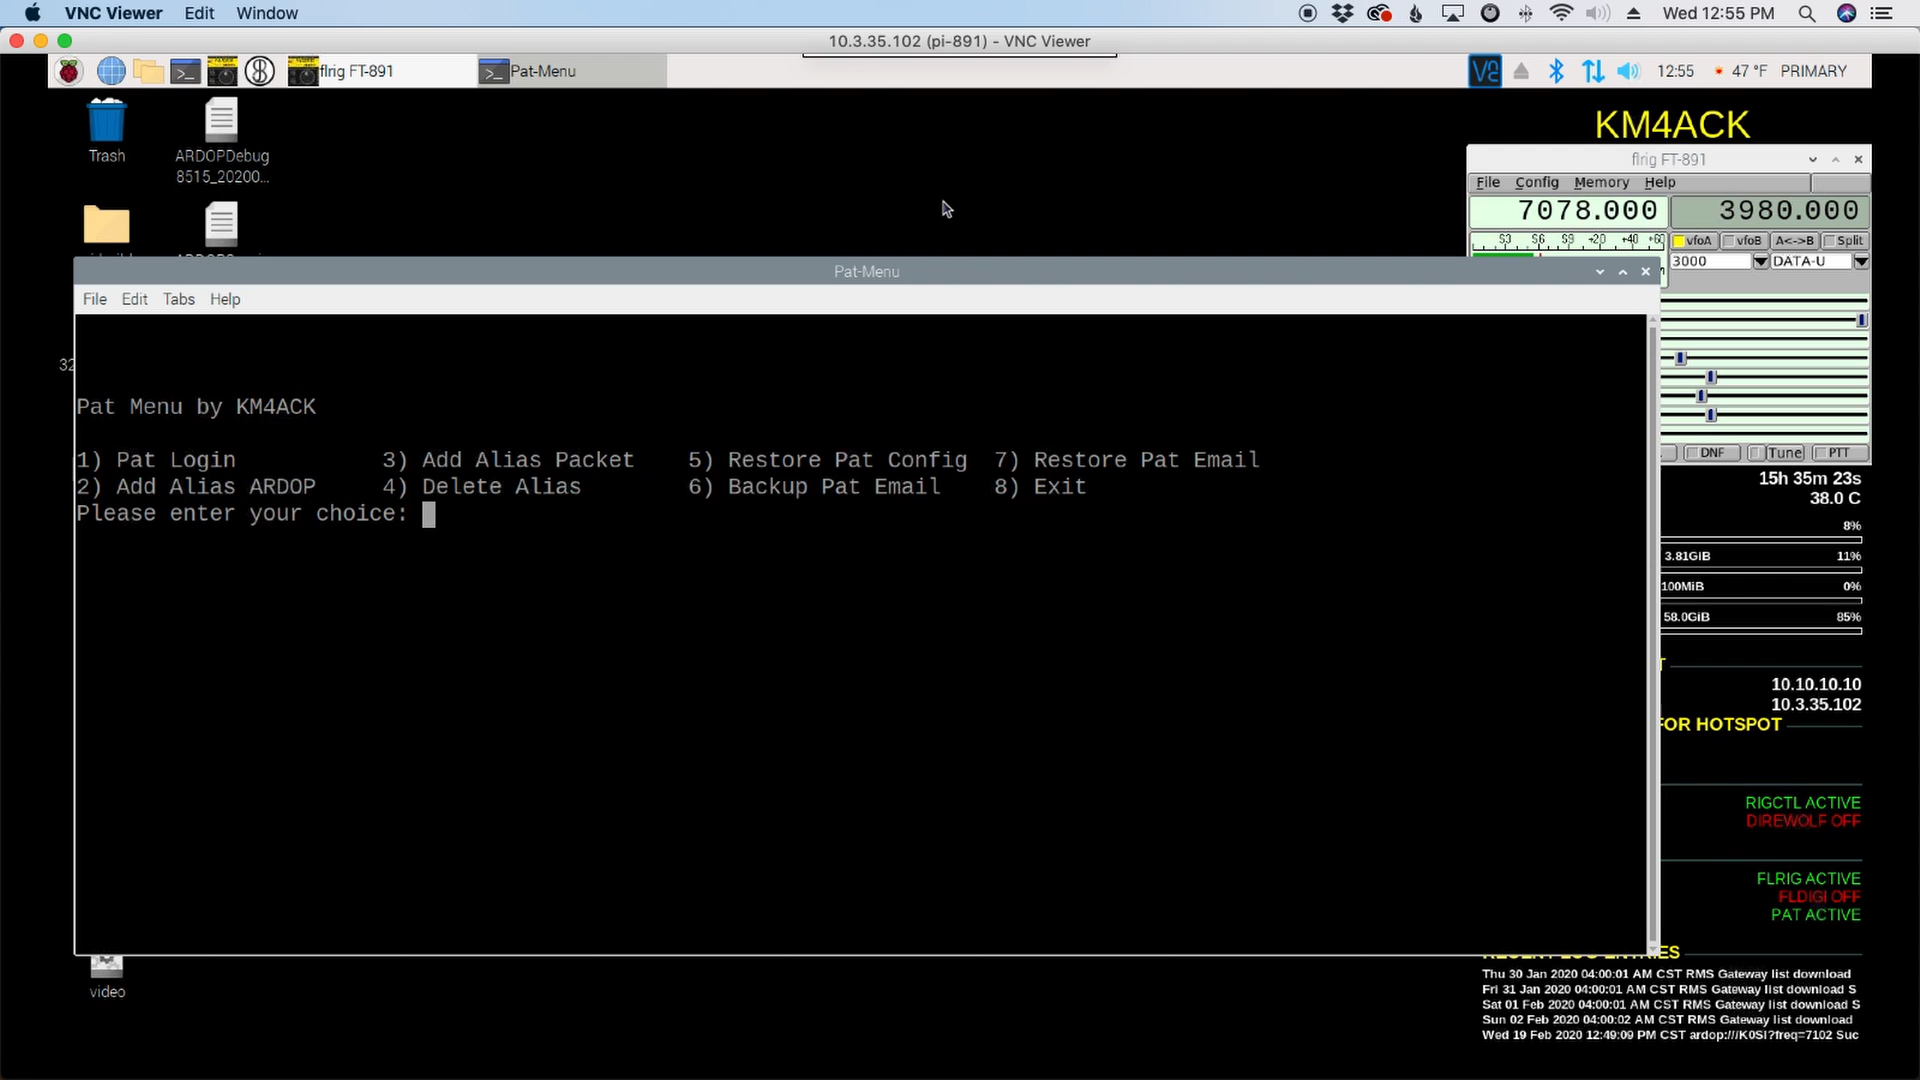 VNC Viewer Edit Window Wed 12:55 PM
10.3.35.102 (pi-891) - VNC Viewer
flrig FT-891 Pat-Menu 12:55 47 °F PRIMARY
Trash
ARDOPDebug
8515_20200...
KM4ACK
flrig FT-891
File Config Memory Help
7078.000 3980.000
S3 S6 S9 +20 +40 +60 vfoA vfoB A<->B Split
3000 DATA-U
Pat-Menu
File Edit Tabs Help
32
Pat Menu by KM4ACK
1) Pat Login 3) Add Alias Packet 5) Restore Pat Config 7) Restore Pat Email
2) Add Alias ARDOP 4) Delete Alias 6) Backup Pat Email 8) Exit
Please enter your choice:
DNF Tune PTT
15h 35m 23s
38.0 C
8%
3.81GiB 11%
100MiB 0%
58.0GiB 85%
10.10.10.10
10.3.35.102
FOR HOTSPOT
RIGCTL ACTIVE
DIREWOLF OFF
FLRIG ACTIVE
FLDIGI OFF
PAT ACTIVE
video
Thu 30 Jan 2020 04:00:01 AM CST RMS Gateway list download
Fri 31 Jan 2020 04:00:01 AM CST RMS Gateway list download S
Sat 01 Feb 2020 04:00:01 AM CST RMS Gateway list download S
Sun 02 Feb 2020 04:00:02 AM CST RMS Gateway list download
Wed 19 Feb 2020 12:49:09 PM CST ardop:///K0SI?freq=7102 Suc